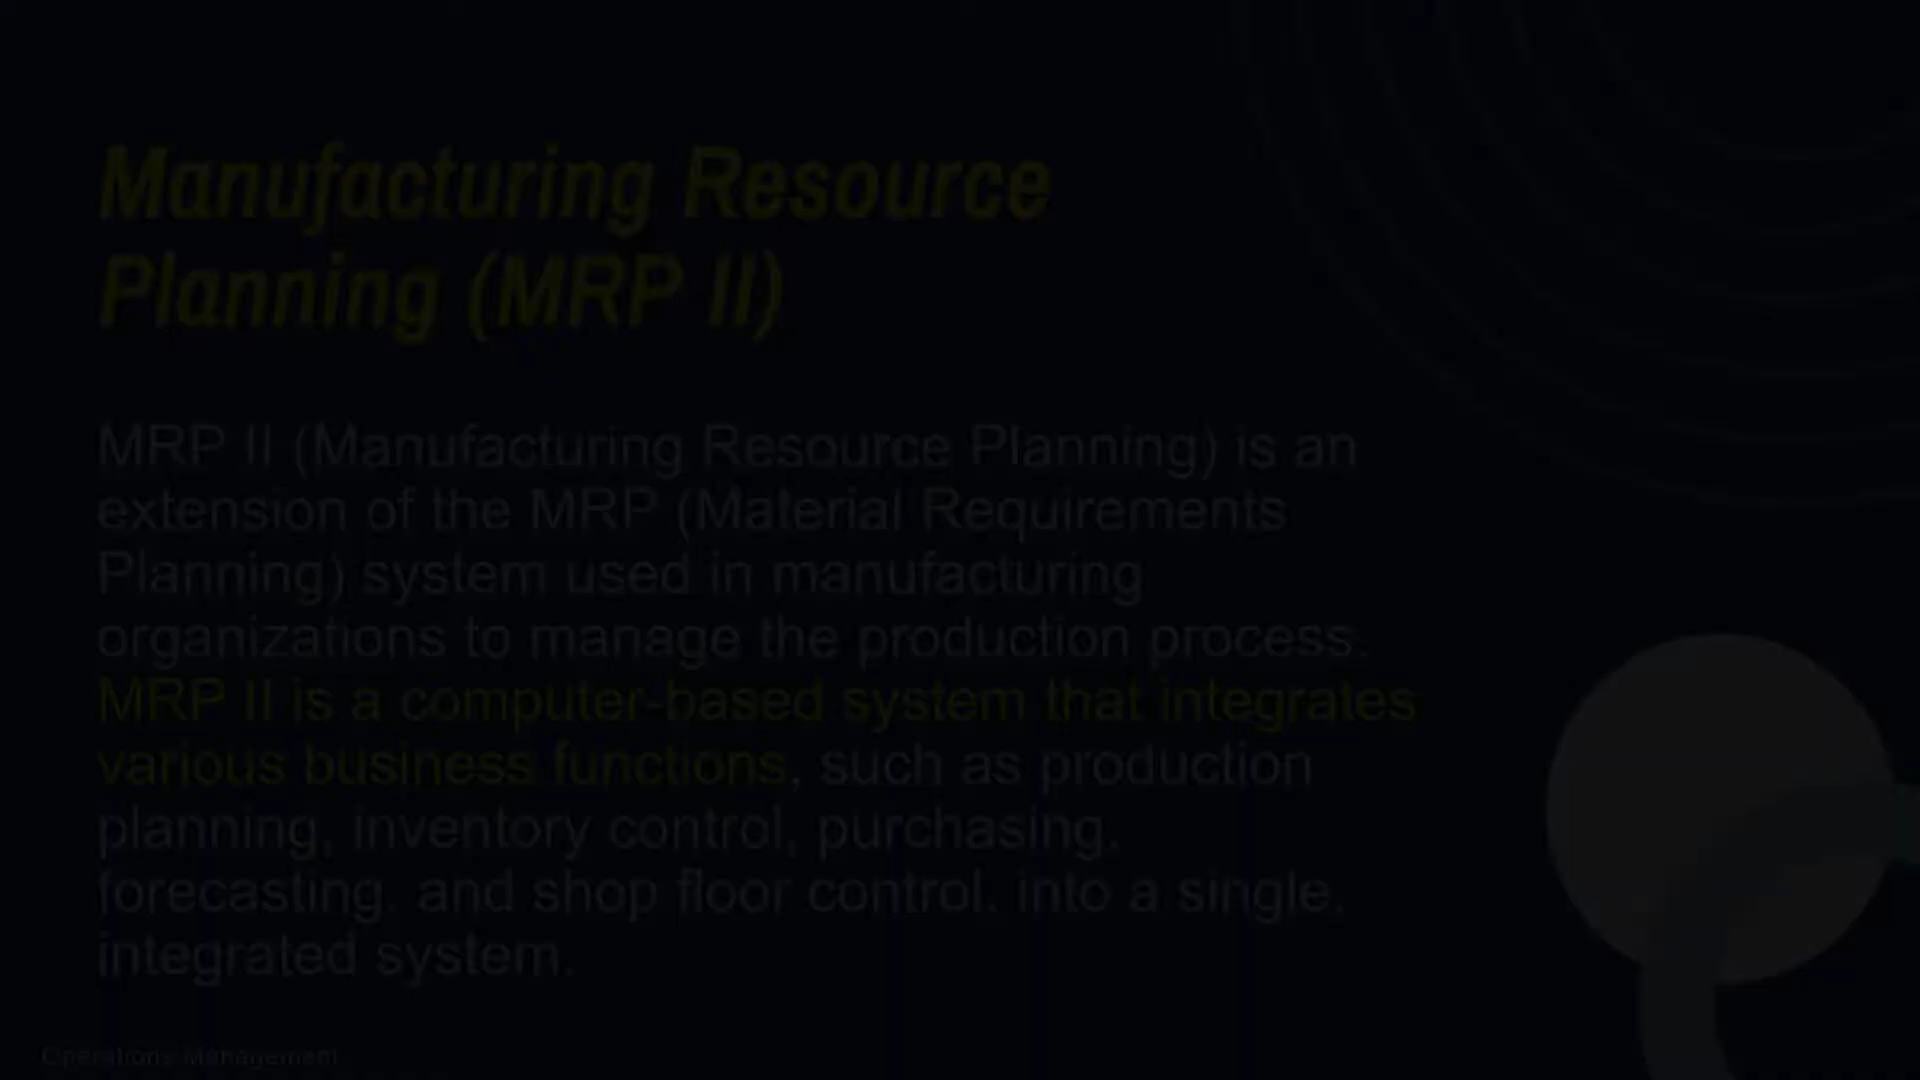 Manufacturing Resource
Planning (MRP II)
MRP II (Manufacturing Resource Planning) is an
extension of the MRP (Material Requirements
Planning) system used in manufacturing
organizations to manage the production process.
MRP II is a computer-based system that integrates
various business functions, such as production
planning, inventory control, purchasing,
forecasting, and shop floor control, into a single,
integrated system.
Operations Management